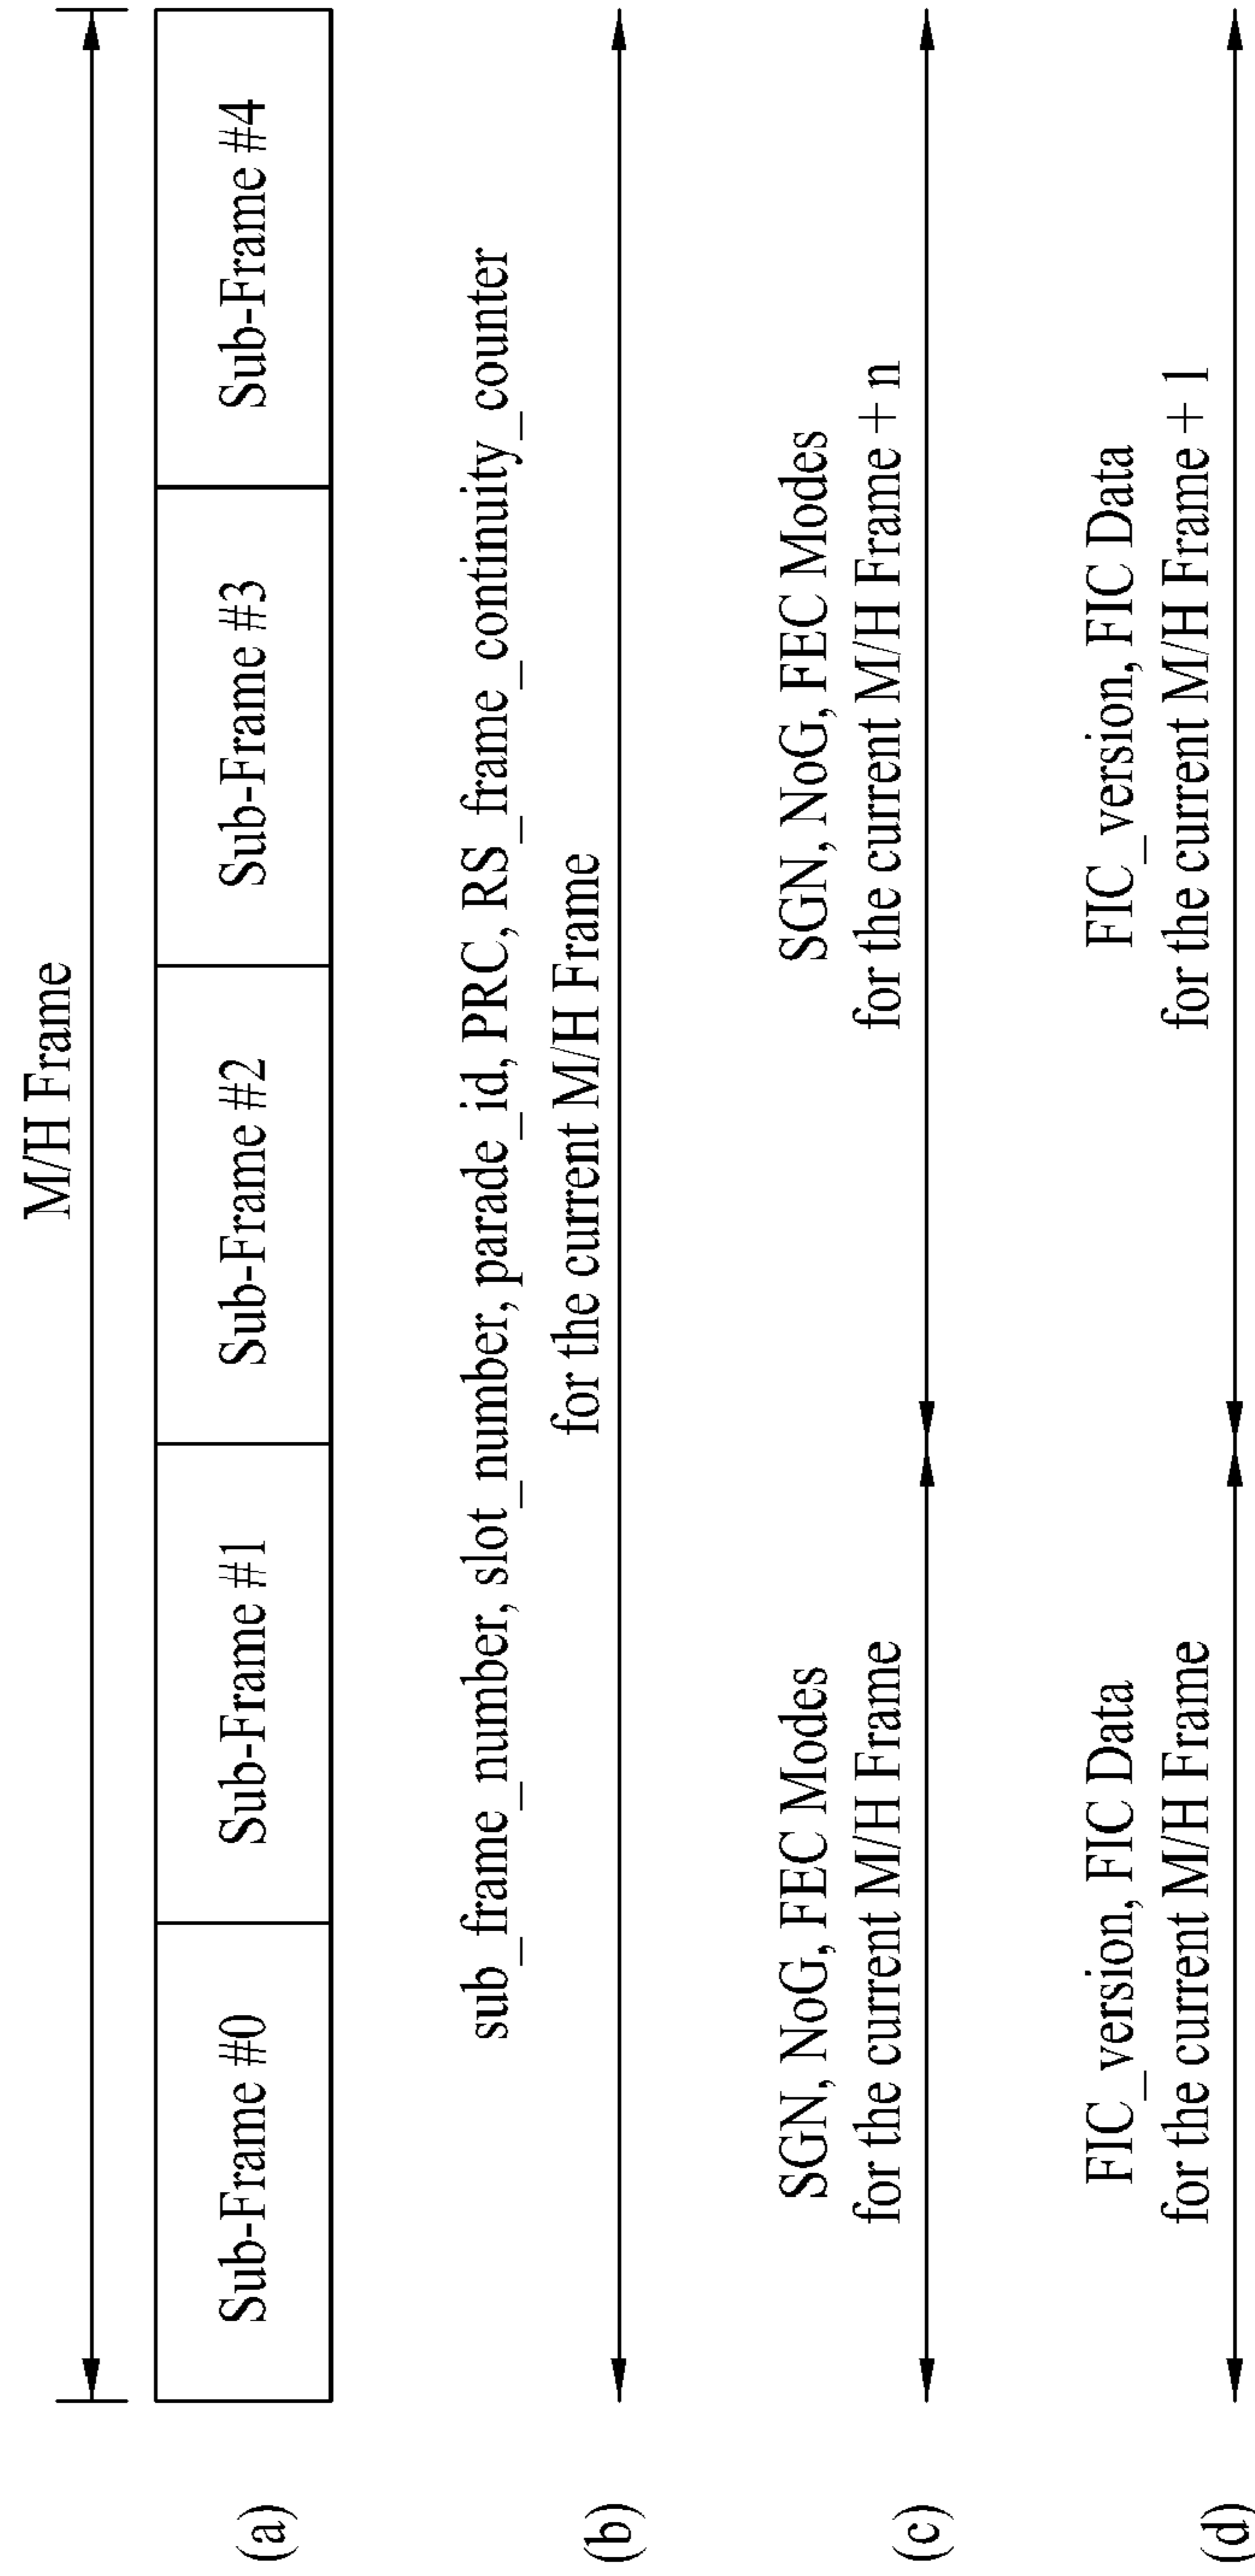 M/H Frame
(a)
Sub-Frame #0
Sub-Frame #1
Sub-Frame #2
Sub-Frame #3
Sub-Frame #4
(b)
sub_frame_number, slot_number, parade_id, PRC, RS_frame_continuity_counter
for the current M/H Frame
(c)
SGN, NoG, FEC Modes
for the current M/H Frame
SGN, NoG, FEC Modes
for the current M/H Frame + n
(d)
FIC_version, FIC Data
for the current M/H Frame
FIC_version, FIC Data
for the current M/H Frame + 1